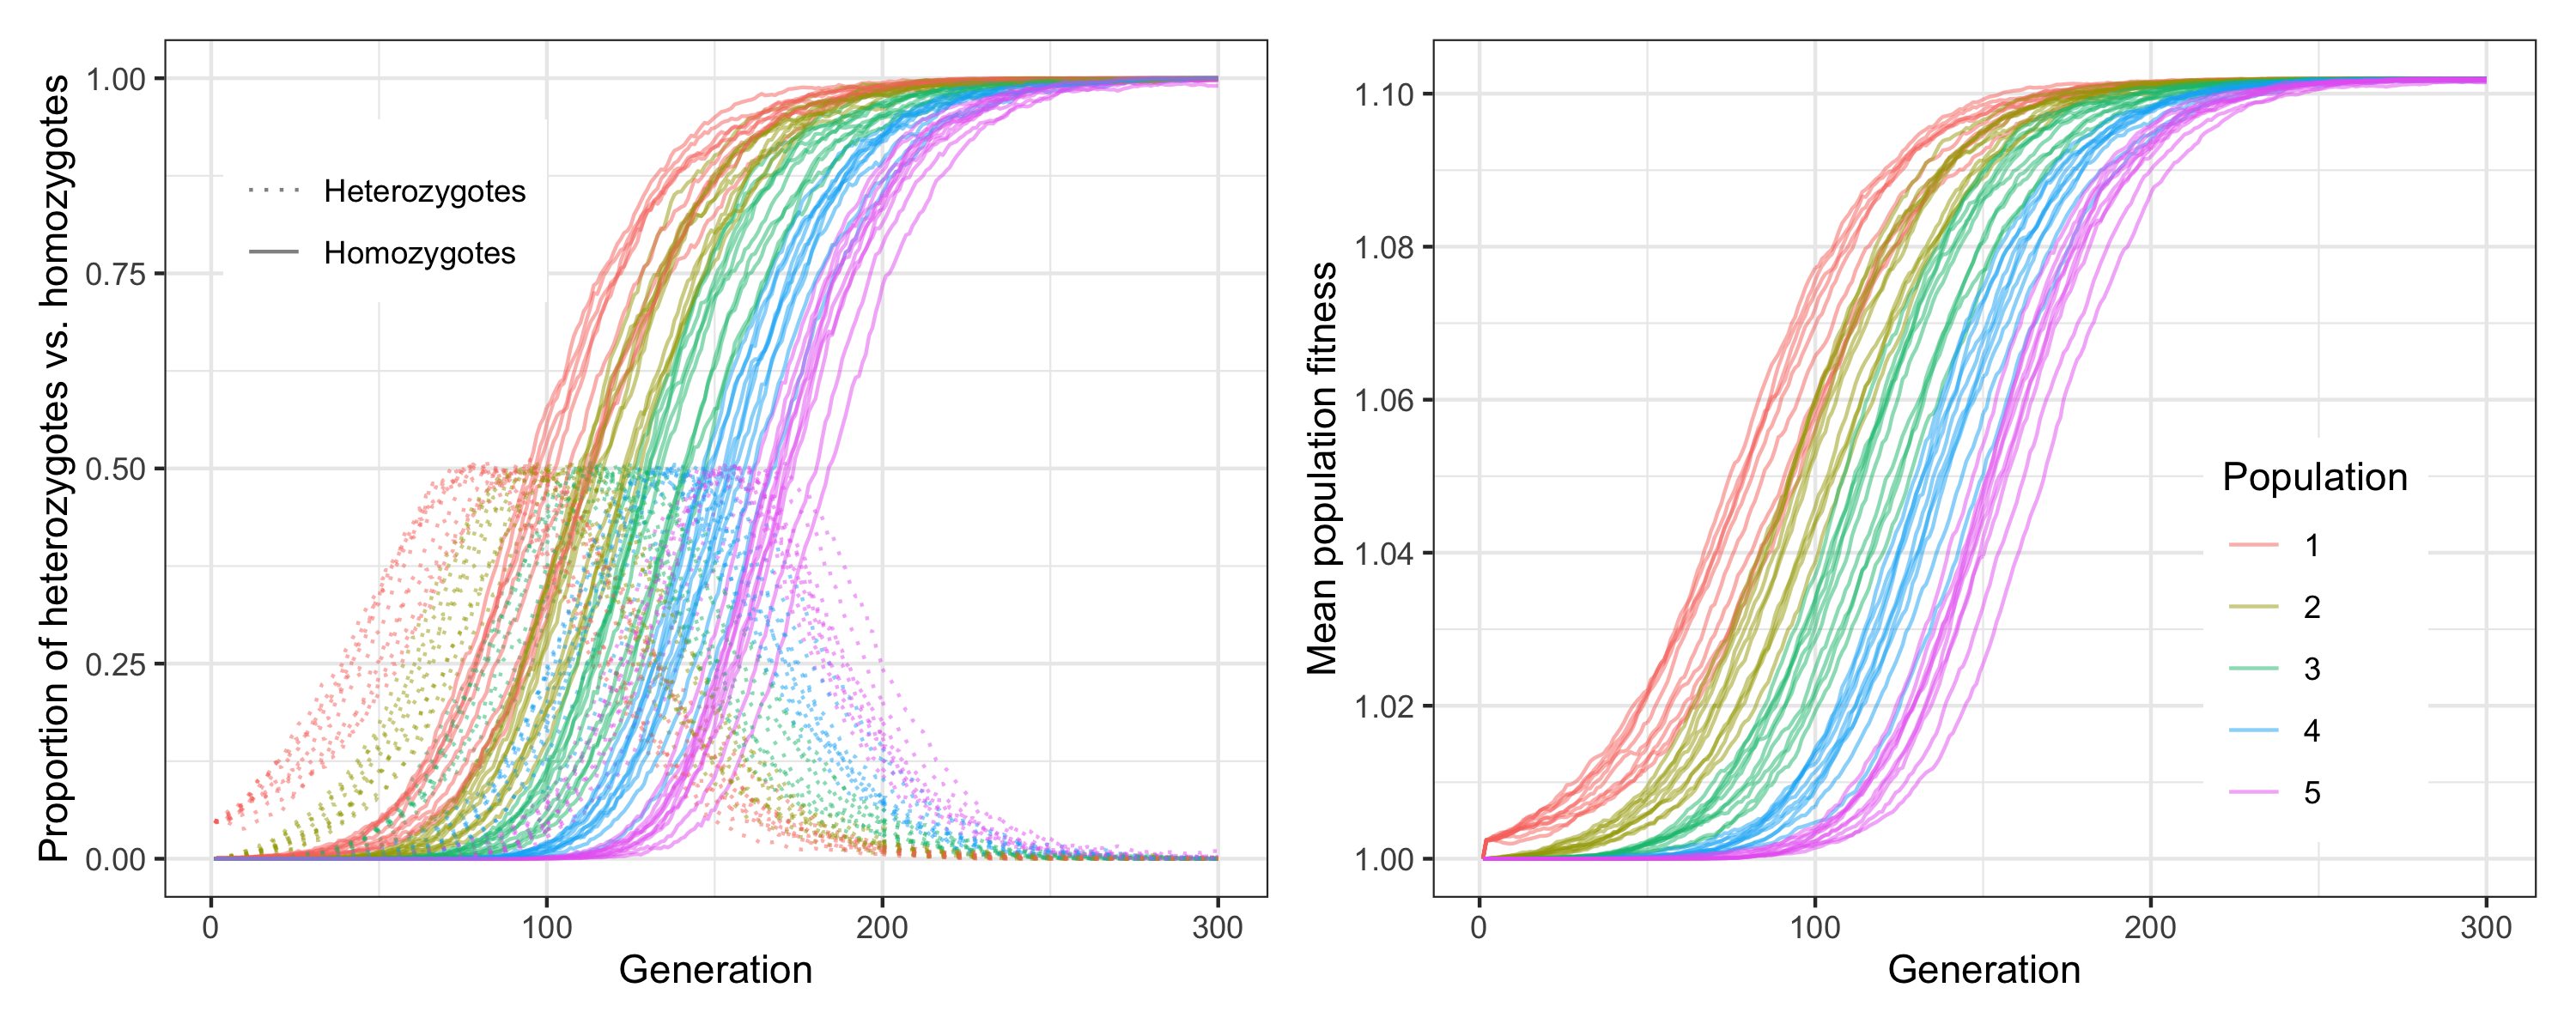 Proportion of heterozygotes vs. homozygotes
1.00
0.75
0.50
0.25
0.00
Heterozygotes
Homozygotes
0 100 200 300
Generation
Mean population fitness
1.10
1.08
1.06
1.04
1.02
1.00
Population
1
2
3
4
5
0 100 200 300
Generation